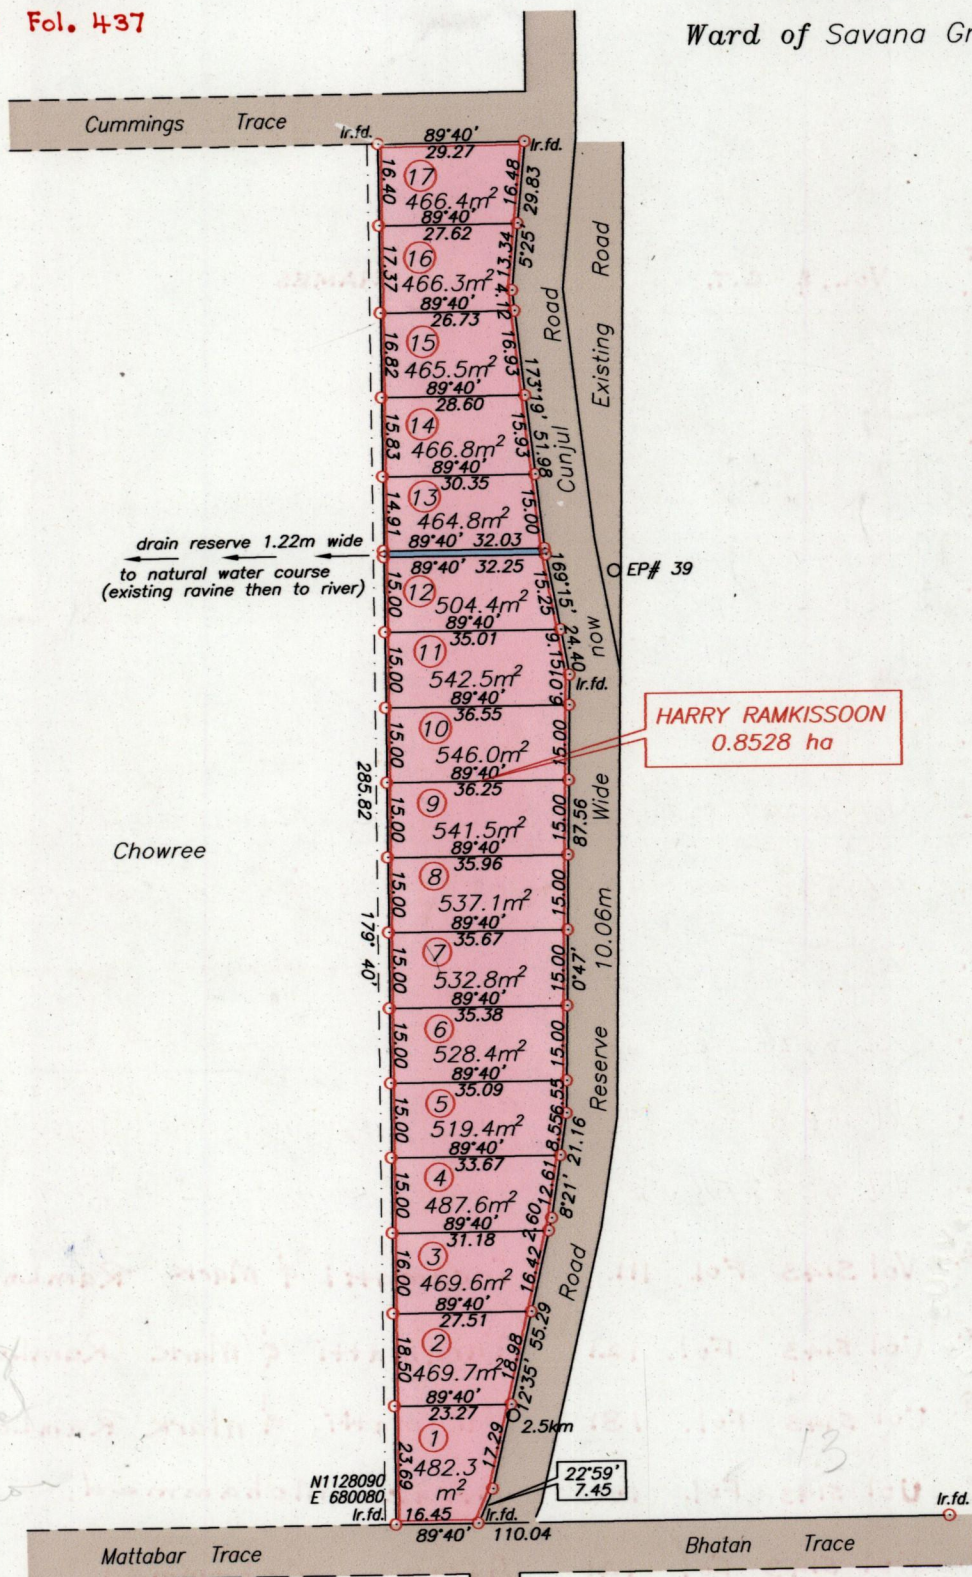 Fol. 437
Ward of Savana Gr
Cummings Trace
Ir.fd.
89°40'
29.27
Ir.fd.
17
466.4m²
16.40
16.48
29.83
89°40'
27.62
16
466.3m²
17.37
13.34
5°25'
4.12
89°40'
26.73
15
465.5m²
16.82
16.93
89°40'
28.60
173°19' 51.98
14
466.8m²
15.83
15.93
89°40'
30.35
13
464.8m²
14.91
15.00
drain reserve 1.22m wide
to natural water course
(existing ravine then to river)
89°40' 32.03
89°40' 32.25
EP# 39
12
504.4m²
15.00
15.25
169°15' 24.40
89°40'
35.01
11
542.5m²
15.00
9.15
6.01
Ir.fd.
89°40'
36.55
10
546.0m²
15.00
15.00
HARRY RAMKISSOON
0.8528 ha
89°40'
36.25
9
541.5m²
15.00
15.00
285.82
87.56
89°40'
35.96
Chowree
8
537.1m²
15.00
15.00
89°40'
35.67
179° 40'
7
532.8m²
15.00
15.00
0°47'
89°40'
35.38
6
528.4m²
15.00
15.00
89°40'
35.09
5
519.4m²
15.00
6.55
8.55
21.16
89°40'
33.67
4
487.6m²
15.00
12.61
8°21'
2.60
89°40'
31.18
3
469.6m²
16.00
16.42
89°40'
27.51
2
469.7m²
18.50
18.98
12°35' 55.29
89°40'
23.27
1
482.3
m²
23.69
17.29
2.5km
22°59'
7.45
N1128090
E 680080
Ir.fd.
16.45
Ir.fd.
89°40'
110.04
Ir.fd.
Existing Road
Cunjul Road
now
Road Reserve 10.06m Wide
13
Mattabar Trace
Bhatan Trace